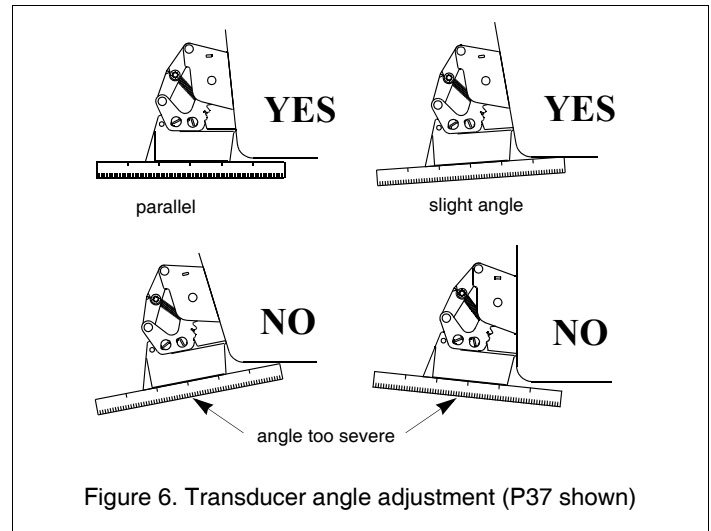 YES
YES
parallel
slight angle
NO
NO
angle too severe
Figure 6. Transducer angle adjustment (P37 shown)